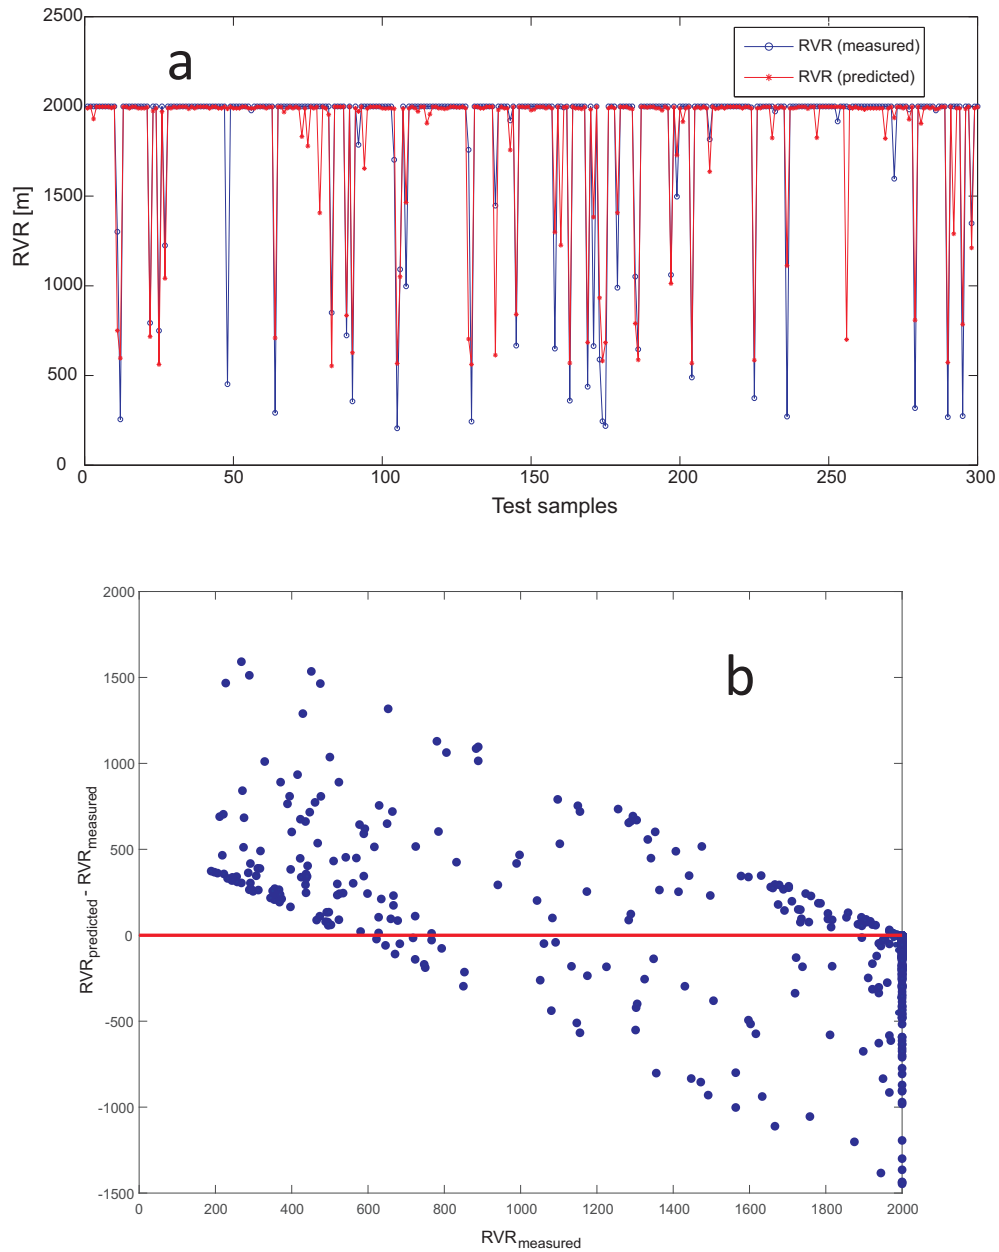 2500
2000
1500
1000
500
0
RVR [m]
a
RVR (measured)
RVR (predicted)
0 50 100 150 200 250 300
Test samples
2000
1500
1000
500
0
-500
-1000
-1500
RVRpredicted - RVRmeasured
b
0 200 400 600 800 1000 1200 1400 1600 1800 2000
RVRmeasured